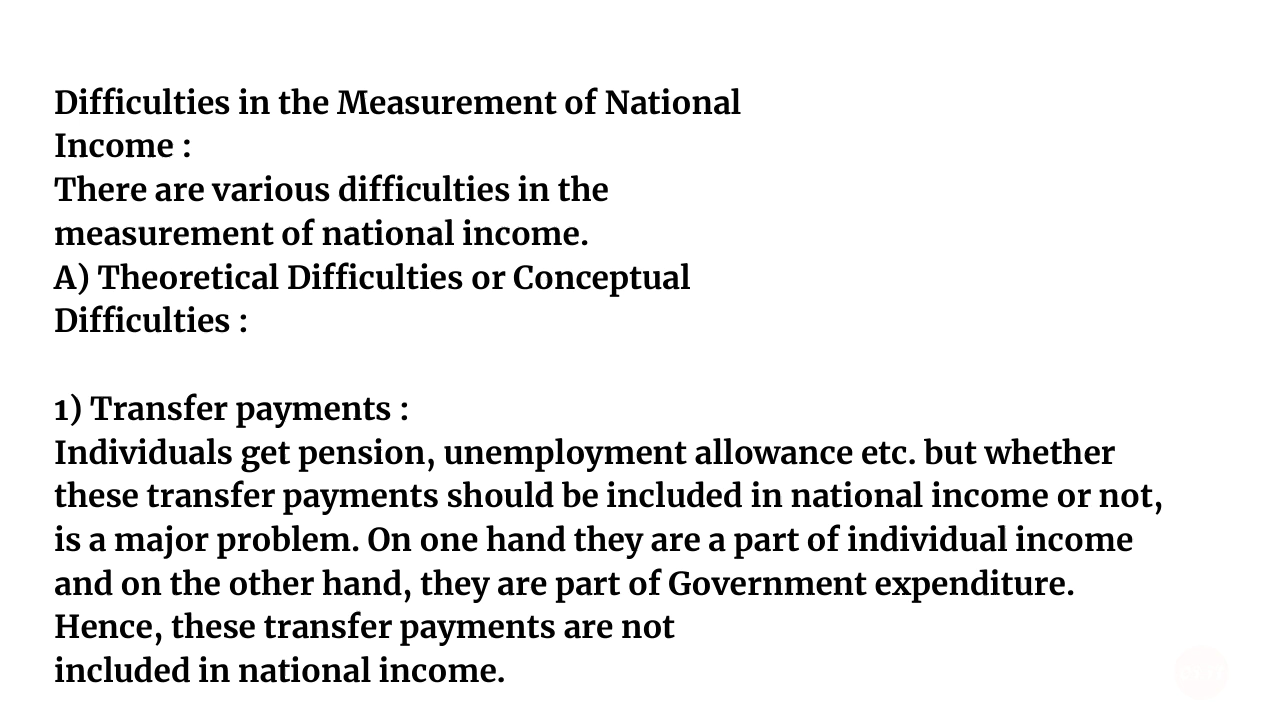 Difficulties in the Measurement of National
Income :
There are various difficulties in the
measurement of national income.
A) Theoretical Difficulties or Conceptual
Difficulties :
1) Transfer payments :
Individuals get pension, unemployment allowance etc. but whether
these transfer payments should be included in national income or not,
is a major problem. On one hand they are a part of individual income
and on the other hand, they are part of Government expenditure.
Hence, these transfer payments are not
included in national income.